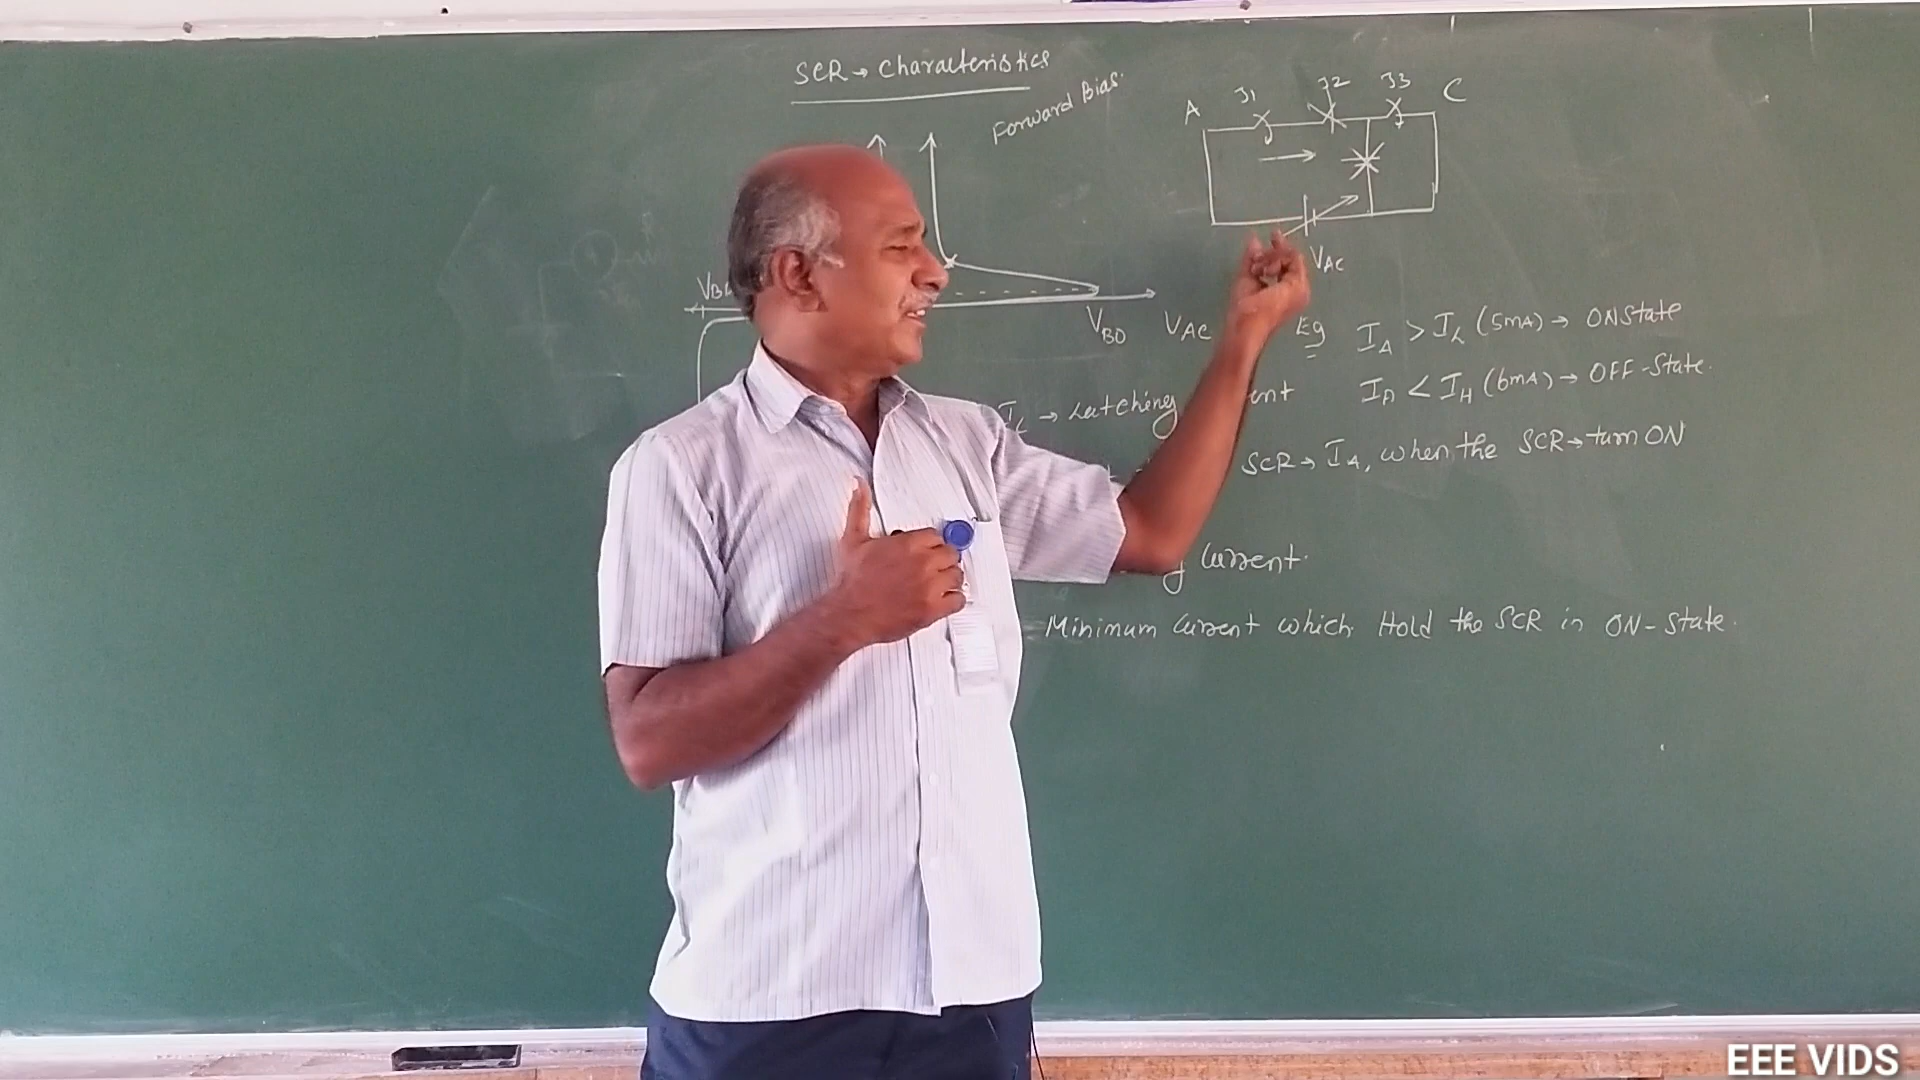 SCR → Characteristics
Forward Bias.
A J1 J2 J3 C
VAC
VBO VAC
Eg IA > IL (5mA) → ON State
IA < IH (6mA) → OFF-State.
IL → Latching
SCR → IA, when the SCR → turn ON
Current.
Minimum Current which Hold the SCR in ON-State.
EEE VIDS